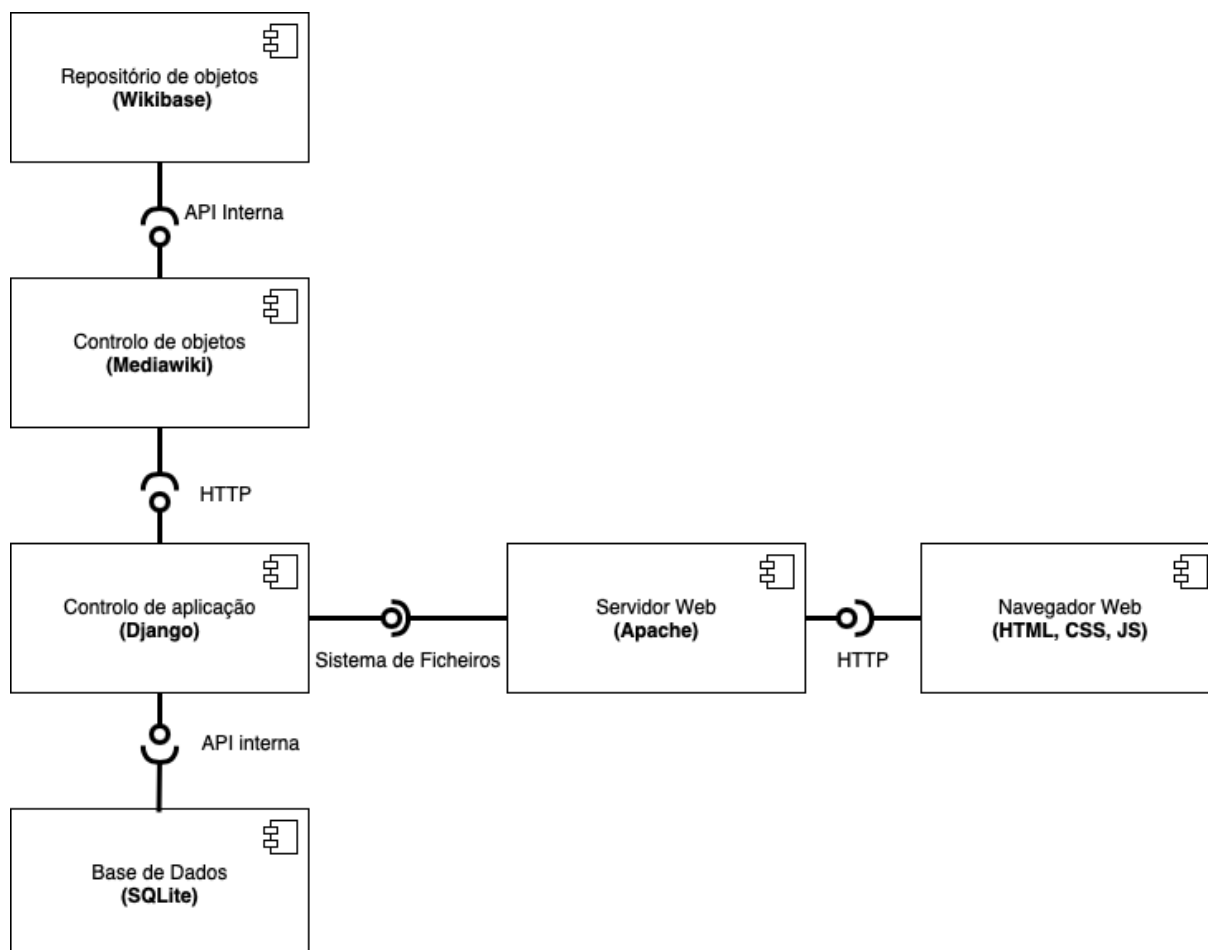 Repositório de objetos
(Wikibase)
API Interna
Controlo de objetos
(Mediawiki)
HTTP
Controlo de aplicação
(Django)
Sistema de Ficheiros
Servidor Web
(Apache)
HTTP
Navegador Web
(HTML, CSS, JS)
API interna
Base de Dados
(SQLite)